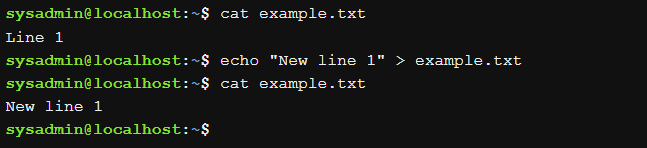 sysadmin@localhost:~$ cat example.txt
Line 1
sysadmin@localhost:~$ echo "New line 1" > example.txt
sysadmin@localhost:~$ cat example.txt
New line 1
sysadmin@localhost:~$